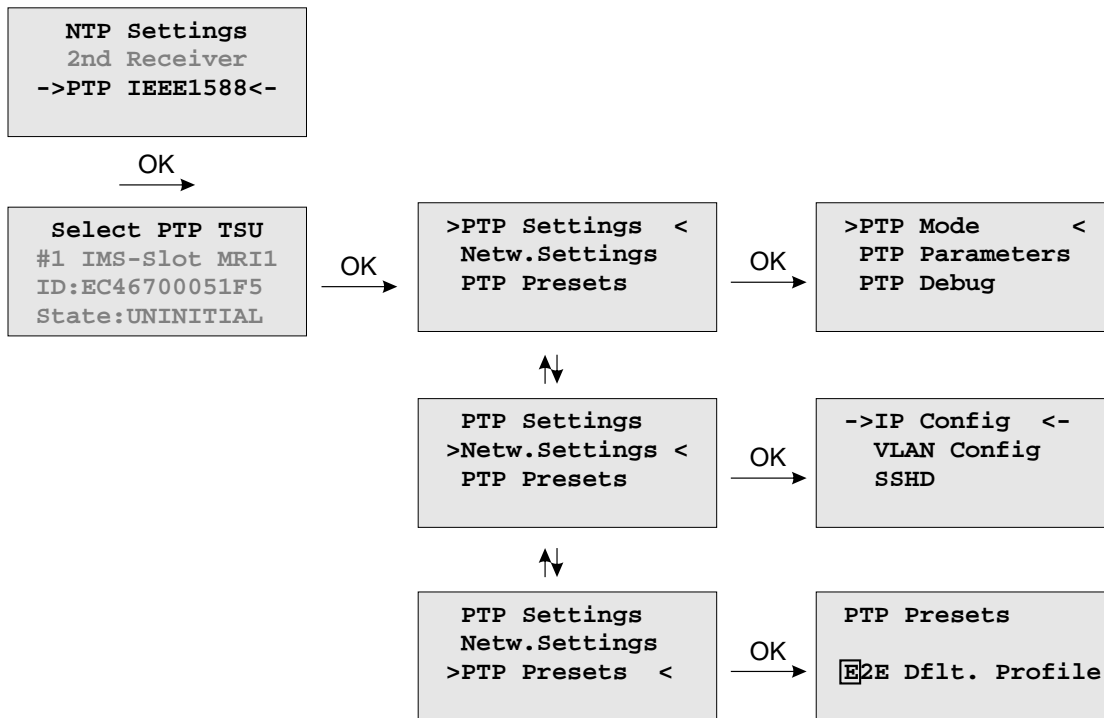 NTP Settings
2nd Receiver
->PTP IEEE1588<-
OK
Select PTP TSU
#1 IMS-Slot MRI1
ID:EC46700051F5
State:UNINITIAL
OK
>PTP Settings <
Netw.Settings
PTP Presets
OK
>PTP Mode <
PTP Parameters
PTP Debug
PTP Settings
>Netw.Settings <
PTP Presets
OK
->IP Config <-
VLAN Config
SSHD
PTP Settings
Netw.Settings
>PTP Presets <
OK
PTP Presets
E2E Dflt. Profile